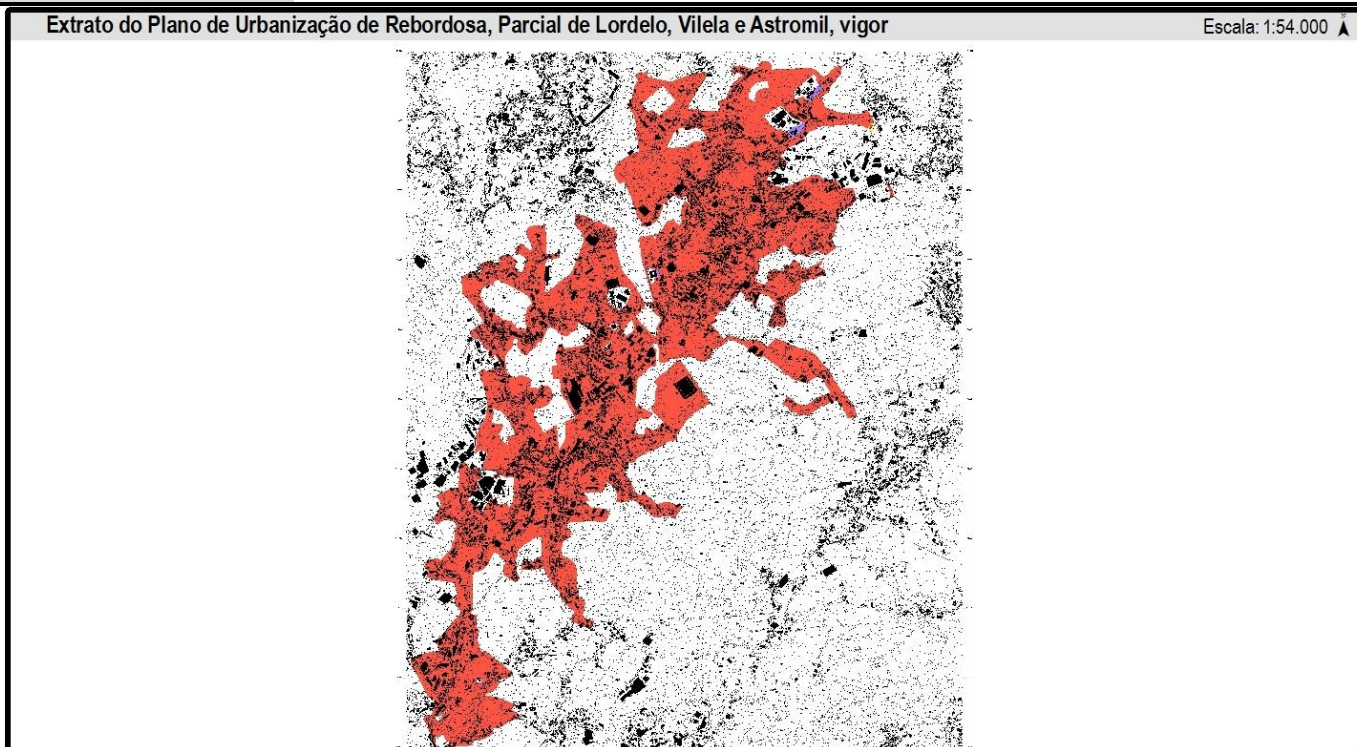 Extrato do Plano de Urbanização de Rebordosa, Parcial de Lordelo, Vilela e Astromil, vigor
Escala: 1:54.000